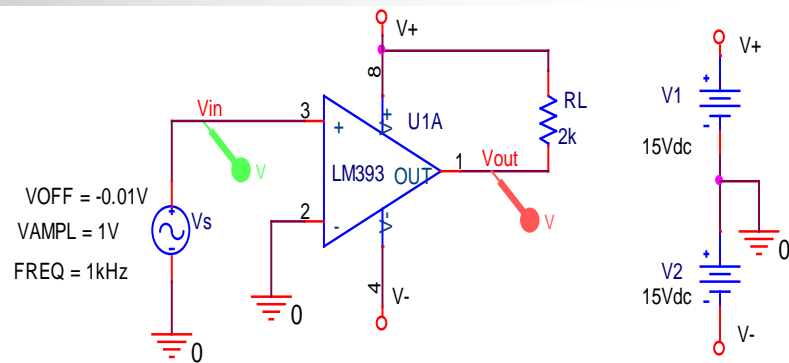 V+
8
V+
U1A
RL
2k
Vin
3
+
V
LM393
OUT
1
Vout
V
2
-
V-
4
V-
0
VOFF = -0.01V
VAMPL = 1V
FREQ = 1kHz
+
-
Vs
0
V+
V1
+
-
15Vdc
0
V2
+
-
15Vdc
V-